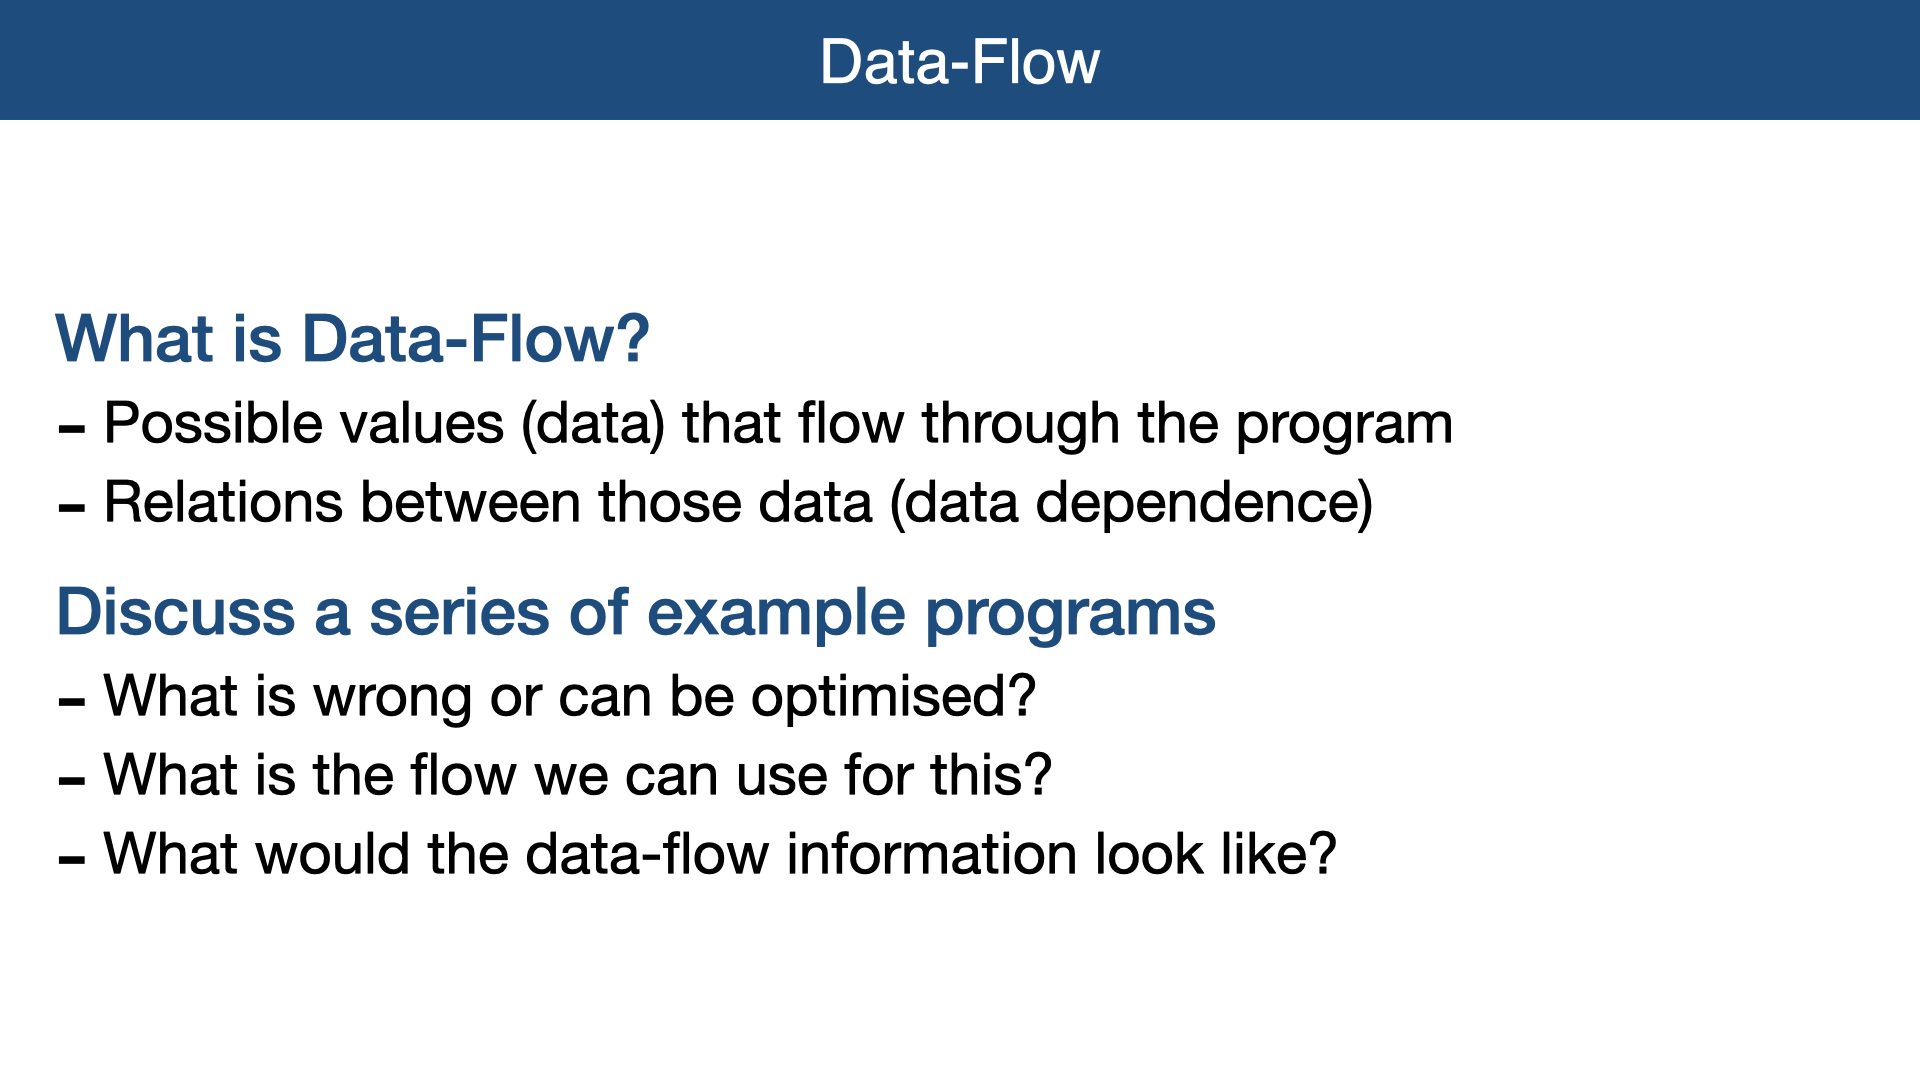 Data-Flow
What is Data-Flow?
- Possible values (data) that flow through the program
- Relations between those data (data dependence)
Discuss a series of example programs
- What is wrong or can be optimised?
- What is the flow we can use for this?
- What would the data-flow information look like?